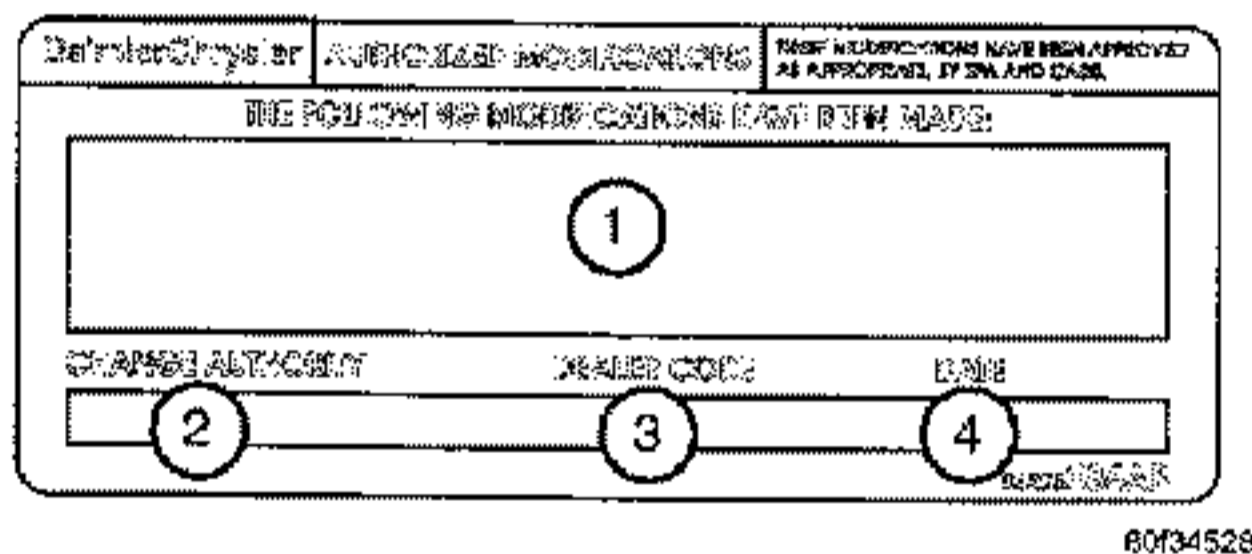 DaimlerChrysler AUTHORIZED MODIFICATIONS THESE MODIFICATIONS HAVE BEEN APPROVED
AS APPROPRIATE, BY EPA AND CARB.
THE FOLLOWING MODIFICATIONS HAVE BEEN MADE:
1
CHANGE AUTHORITY DEALER CODE DATE
2 3 4